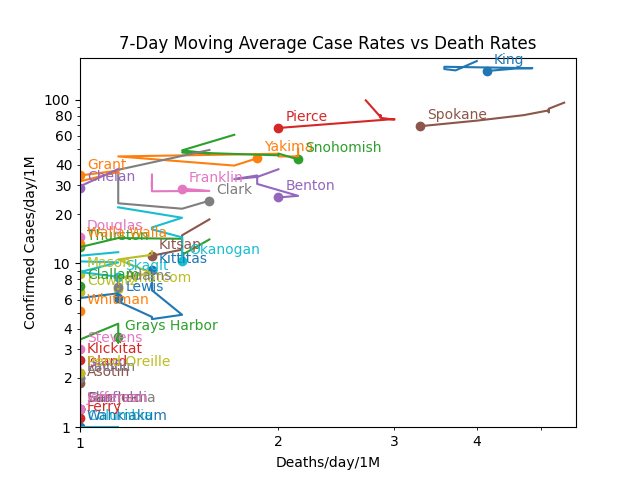 7-Day Moving Average Case Rates vs Death Rates
King
100
80
60
40
30
20
10
8
6
4
3
2
1
Confirmed Cases/day/1M
Pierce
Spokane
Yakima
Snohomish
Grant
Chelan
Franklin
Clark
Benton
Douglas
Walla Walla
Thurston
Kitsap
Okanogan
Kittitas
Mason
Skagit
Clallam
Lewis
Whitman
Grays Harbor
Stevens
Klickitat
Island
Pend Oreille
Asotin
Ferry
Wahkiakum
1
2
3
4
Deaths/day/1M